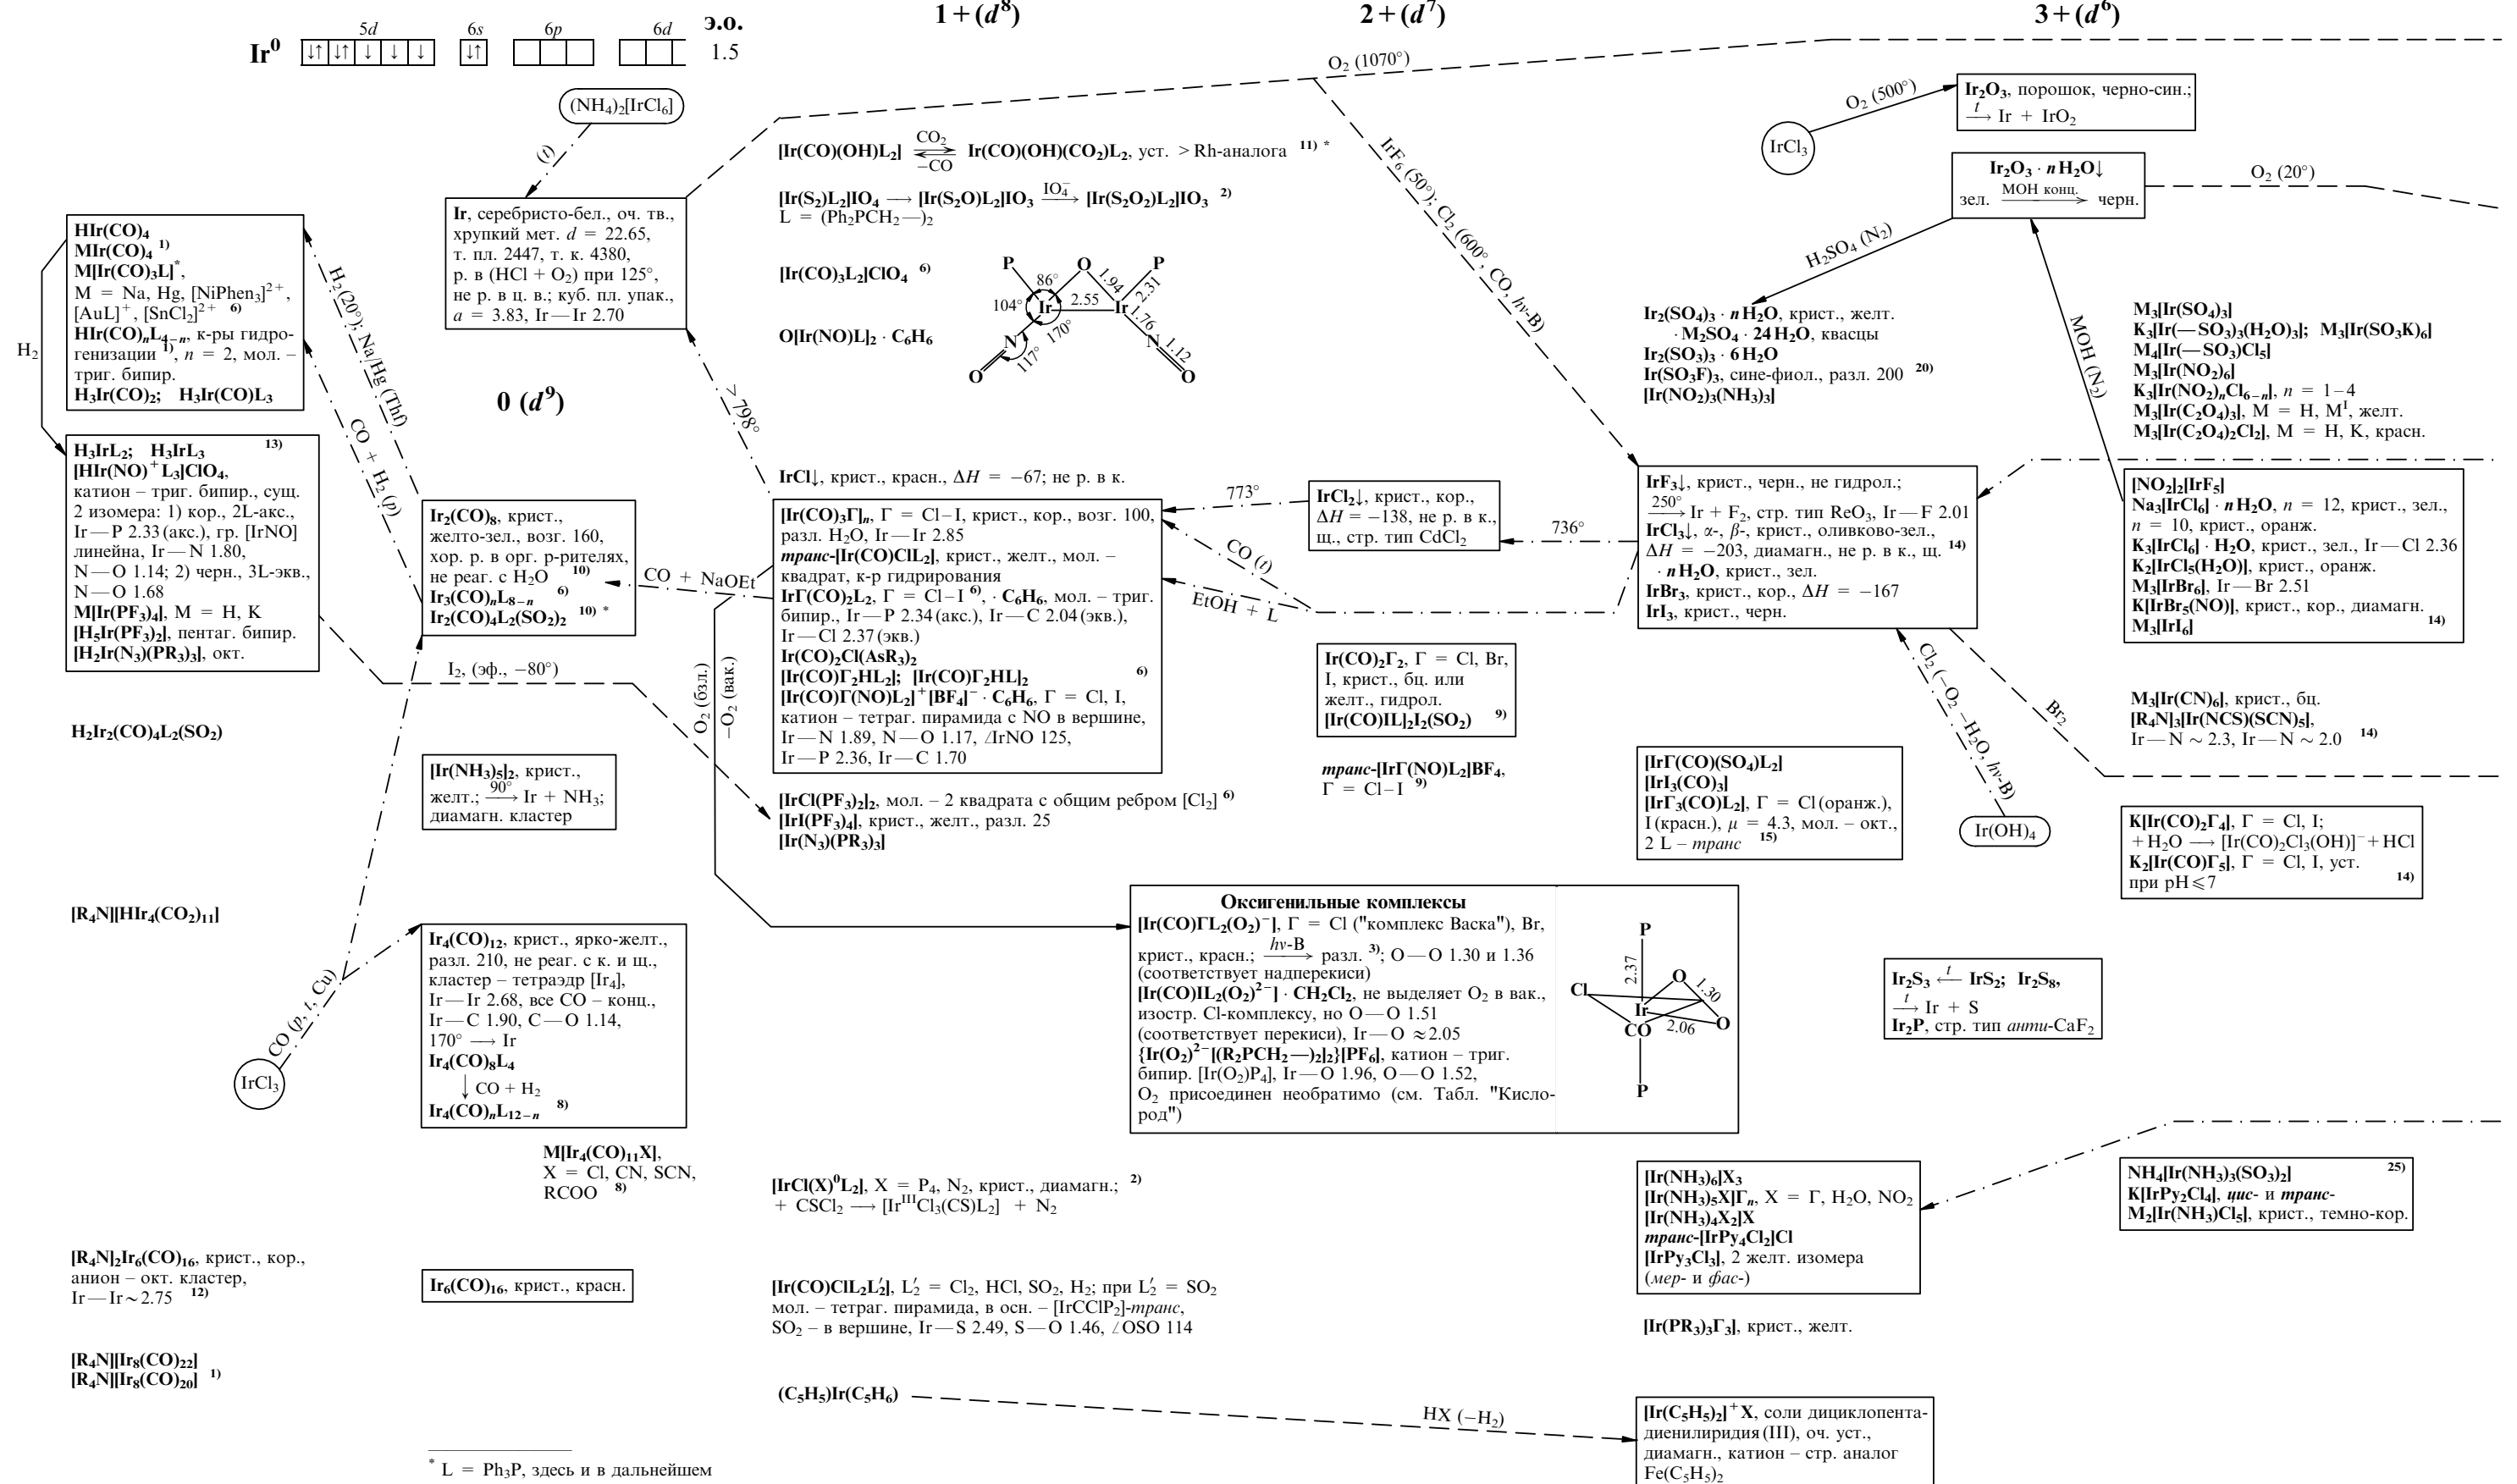 5d 6s 6p 6d э.о.
Ir⁰ ↓↑ ↓↑ ↓ ↓ ↓ ↓↑ 1.5
1+(d⁸)
2+(d⁷)
3+(d⁶)
(NH₄)₂[IrCl₆]
(t)
Ir, серебристо-бел., оч. тв.,
хрупкий мет. d = 22.65,
т. пл. 2447, т. к. 4380,
р. в (HCl + O₂) при 125°,
не р. в ц. в.; куб. пл. упак.,
a = 3.83, Ir—Ir 2.70
0 (d⁹)
HIr(CO)₄
MIr(CO)₄ ¹⁾
M[Ir(CO)₃L]*,
M = Na, Hg, [NiPhen₃]²⁺,
[AuL]⁺, [SnCl₂]²⁺ ⁶⁾
HIr(CO)ₙL₄₋ₙ, к-ры гидро-
генизации ¹⁾, n = 2, мол. –
триг. бипир.
H₃Ir(CO)₂; H₃Ir(CO)L₃
H₂
H₂(20°); Na/Hg (Thf)
CO + H₂ (p)
H₃IrL₂; H₃IrL₃ ¹³⁾
[HIr(NO)⁺L₃]ClO₄,
катион – триг. бипир., сущ.
2 изомера: 1) кор., 2L-акс.,
Ir—P 2.33 (акс.), гр. [IrNO]
линейна, Ir—N 1.80,
N—O 1.14; 2) черн., 3L-экв.,
N—O 1.68
M[Ir(PF₃)₄], M = H, K
[H₅Ir(PF₃)₂], пентаг. бипир.
[H₂Ir(N₃)(PR₃)₃], окт.
I₂, (эф., −80°)
H₂Ir₂(CO)₄L₂(SO₂)
[R₄N][HIr₄(CO₂)₁₁]
CO (p, t, Cu)
IrCl₃
[R₄N]₂Ir₆(CO)₁₆, крист., кор.,
анион – окт. кластер,
Ir—Ir~2.75 ¹²⁾
[R₄N][Ir₈(CO)₂₂]
[R₄N][Ir₈(CO)₂₀] ¹⁾
Ir₂(CO)₈, крист.,
желто-зел., возг. 160,
хор. р. в орг. р-рителях,
не реаг. с H₂O ¹⁰⁾
Ir₃(CO)ₙL₈₋ₙ ⁶⁾
Ir₂(CO)₄L₂(SO₂)₂ ¹⁰⁾ *
CO + NaOEt
[Ir(NH₃)₅]₂, крист.,
желт.; 90° ⟶ Ir + NH₃;
диамагн. кластер
Ir₄(CO)₁₂, крист., ярко-желт.,
разл. 210, не реаг. с к. и щ.,
кластер – тетраэдр [Ir₄],
Ir—Ir 2.68, все CO – конц.,
Ir—C 1.90, C—O 1.14,
170° ⟶ Ir
Ir₄(CO)₈L₄
↓ CO + H₂
Ir₄(CO)ₙL₁₂₋ₙ ⁸⁾
M[Ir₄(CO)₁₁X],
X = Cl, CN, SCN,
RCOO ⁸⁾
Ir₆(CO)₁₆, крист., красн.
* L = Ph₃P, здесь и в дальнейшем
O₂ (1070°)
[Ir(CO)(OH)L₂] CO₂ ⇌ −CO Ir(CO)(OH)(CO₂)L₂, уст. > Rh-аналога ¹¹⁾ *
[Ir(S₂)L₂]IO₄ ⟶ [Ir(S₂O)L₂]IO₃ IO₄⁻ ⟶ [Ir(S₂O₂)L₂]IO₃ ²⁾
L = (Ph₂PCH₂—)₂
[Ir(CO)₃L₂]ClO₄ ⁶⁾
O[Ir(NO)L]₂ · C₆H₆
P O P
86° 1.94 2.31
104° Ir 2.55 Ir
170° 1.76
N 117° N 1.12
O O
> 798°
IrCl↓, крист., красн., ΔH = −67; не р. в к.
[Ir(CO)₃Г]ₙ, Г = Cl–I, крист., кор., возг. 100,
разл. H₂O, Ir—Ir 2.85
транс-[Ir(CO)ClL₂], крист., желт., мол. –
квадрат, к-р гидрирования
IrГ(CO)₂L₂, Г = Cl–I ⁶⁾, · C₆H₆, мол. – триг.
бипир., Ir—P 2.34 (акс.), Ir—C 2.04 (экв.),
Ir—Cl 2.37 (экв.)
Ir(CO)₂Cl(AsR₃)₂
[Ir(CO)Г₂HL₂]; [Ir(CO)Г₂HL]₂ ⁶⁾
[Ir(CO)Г(NO)L₂]⁺[BF₄]⁻ · C₆H₆, Г = Cl, I,
катион – тетраг. пирамида с NO в вершине,
Ir—N 1.89, N—O 1.17, ∠IrNO 125,
Ir—P 2.36, Ir—C 1.70
O₂ (бзл.)
−O₂ (вак.)
[IrCl(PF₃)₂]₂, мол. – 2 квадрата с общим ребром [Cl₂] ⁶⁾
[IrI(PF₃)₄], крист., желт., разл. 25
[Ir(N₃)(PR₃)₃]
Оксигенильные комплексы
[Ir(CO)ГL₂(O₂)⁻], Г = Cl ("комплекс Васка"), Br,
крист., красн.; hν-В ⟶ разл. ³⁾; O—O 1.30 и 1.36
(соответствует надперекиси)
[Ir(CO)IL₂(O₂)²⁻] · CH₂Cl₂, не выделяет O₂ в вак.,
изостр. Cl-комплексу, но O—O 1.51
(соответствует перекиси), Ir—O ≈2.05
{Ir(O₂)²⁻[(R₂PCH₂—)₂]₂}[PF₆], катион – триг.
бипир. [Ir(O₂)P₄], Ir—O 1.96, O—O 1.52,
O₂ присоединен необратимо (см. Табл. "Кисло-
род")
P
2.37
O
Cl 1.30
Ir
CO 2.06 O
P
[IrCl(X)⁰L₂], X = P₄, N₂, крист., диамагн.; ²⁾
+ CSCl₂ ⟶ [IrᴵᴵᴵCl₃(CS)L₂] + N₂
[Ir(CO)ClL₂L₂′], L₂′ = Cl₂, HCl, SO₂, H₂; при L₂′ = SO₂
мол. – тетраг. пирамида, в осн. – [IrCClP₂]-транс,
SO₂ – в вершине, Ir—S 2.49, S—O 1.46, ∠OSO 114
(C₅H₅)Ir(C₅H₆)
HX (−H₂)
IrF₆ (50°); Cl₂ (600°, CO, hν-В)
773°
IrCl₂↓, крист., кор.,
ΔH = −138, не р. в к.,
щ., стр. тип CdCl₂
736°
CO (t)
EtOH + L
Ir(CO)₂Г₂, Г = Cl, Br,
I, крист., бц. или
желт., гидрол.
[Ir(CO)IL]₂I₂(SO₂) ⁹⁾
транс-[IrГ(NO)L₂]BF₄,
Г = Cl–I ⁹⁾
IrCl₃
O₂ (500°)
Ir₂O₃, порошок, черно-син.;
t ⟶ Ir + IrO₂
Ir₂O₃ · nH₂O↓
зел. MOH конц. ⟶ черн.
O₂ (20°)
H₂SO₄ (N₂)
MOH (N₂)
Ir₂(SO₄)₃ · nH₂O, крист., желт.
· M₂SO₄ · 24H₂O, квасцы
Ir₂(SO₃)₃ · 6H₂O
Ir(SO₃F)₃, сине-фиол., разл. 200 ²⁰⁾
[Ir(NO₂)₃(NH₃)₃]
M₃[Ir(SO₄)₃]
K₃[Ir(—SO₃)₃(H₂O)₃]; M₃[Ir(SO₃K)₆]
M₄[Ir(—SO₃)Cl₅]
M₃[Ir(NO₂)₆]
K₃[Ir(NO₂)ₙCl₆₋ₙ], n = 1–4
M₃[Ir(C₂O₄)₃], M = H, Mᴵ, желт.
M₃[Ir(C₂O₄)₂Cl₂], M = H, K, красн.
IrF₃↓, крист., черн., не гидрол.;
250° ⟶ Ir + F₂, стр. тип ReO₃, Ir—F 2.01
IrCl₃↓, α-, β-, крист., оливково-зел.,
ΔH = −203, диамагн., не р. в к., щ. ¹⁴⁾
· nH₂O, крист., зел.
IrBr₃, крист., кор., ΔH = −167
IrI₃, крист., черн.
[NO₂]₂[IrF₅]
Na₃[IrCl₆] · nH₂O, n = 12, крист., зел.,
n = 10, крист., оранж.
K₃[IrCl₆] · H₂O, крист., зел., Ir—Cl 2.36
K₂[IrCl₅(H₂O)], крист., оранж.
M₃[IrBr₆], Ir—Br 2.51
K[IrBr₅(NO)], крист., кор., диамагн.
M₃[IrI₆] ¹⁴⁾
Cl₂ (−O₂ −H₂O, hν-В)
Br₂
Ir(OH)₄
M₃[Ir(CN)₆], крист., бц.
[R₄N]₃[Ir(NCS)(SCN)₅],
Ir—N ~ 2.3, Ir—N ~ 2.0 ¹⁴⁾
[IrГ(CO)(SO₄)L₂]
[IrI₃(CO)₃]
[IrГ₃(CO)L₂], Г = Cl (оранж.),
I (красн.), μ = 4.3, мол. – окт.,
2 L – транс ¹⁵⁾
K[Ir(CO)₂Г₄], Г = Cl, I;
+H₂O ⟶ [Ir(CO)₂Cl₃(OH)]⁻+HCl
K₂[Ir(CO)Г₅], Г = Cl, I, уст.
при pH⩽7 ¹⁴⁾
Ir₂S₃ t ⟵ IrS₂; Ir₂S₈,
t ⟶ Ir + S
Ir₂P, стр. тип анти-CaF₂
[Ir(NH₃)₆]X₃
[Ir(NH₃)₅X]Гₙ, X = Г, H₂O, NO₂
[Ir(NH₃)₄X₂]X
транс-[IrPy₄Cl₂]Cl
[IrPy₃Cl₃], 2 желт. изомера
(мер- и фас-)
NH₄[Ir(NH₃)₃(SO₃)₂] ²⁵⁾
K[IrPy₂Cl₄], цис- и транс-
M₂[Ir(NH₃)Cl₅], крист., темно-кор.
[Ir(PR₃)₃Г₃], крист., желт.
[Ir(C₅H₅)₂]⁺X, соли дициклопента-
диенилиридия (III), оч. уст.,
диамагн., катион – стр. аналог
Fe(C₅H₅)₂